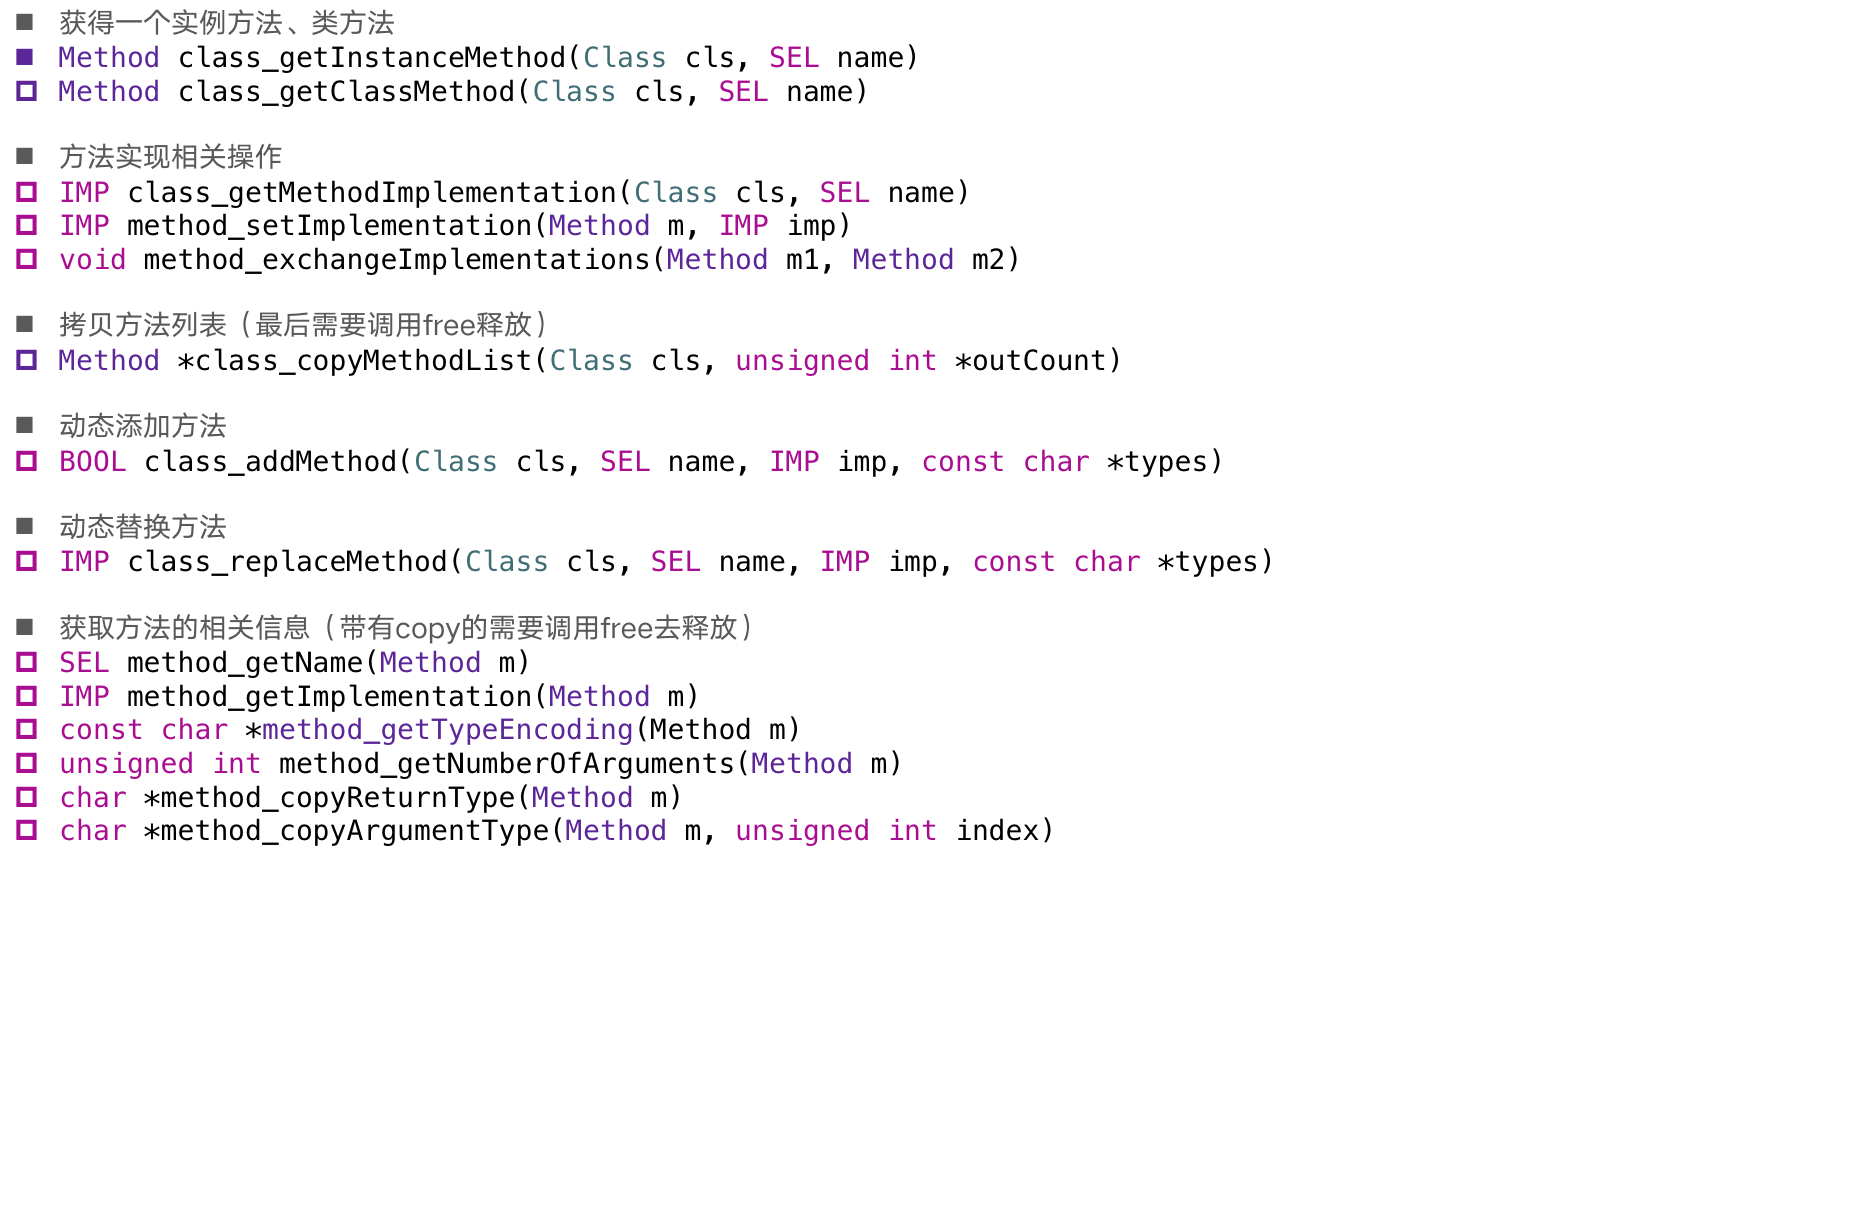 获得一个实例方法、类方法
Method class_getInstanceMethod(Class cls, SEL name)
Method class_getClassMethod(Class cls, SEL name)
方法实现相关操作
IMP class_getMethodImplementation(Class cls, SEL name)
IMP method_setImplementation(Method m, IMP imp)
void method_exchangeImplementations(Method m1, Method m2)
拷贝方法列表（最后需要调用free释放）
Method *class_copyMethodList(Class cls, unsigned int *outCount)
动态添加方法
BOOL class_addMethod(Class cls, SEL name, IMP imp, const char *types)
动态替换方法
IMP class_replaceMethod(Class cls, SEL name, IMP imp, const char *types)
获取方法的相关信息（带有copy的需要调用free去释放）
SEL method_getName(Method m)
IMP method_getImplementation(Method m)
const char *method_getTypeEncoding(Method m)
unsigned int method_getNumberOfArguments(Method m)
char *method_copyReturnType(Method m)
char *method_copyArgumentType(Method m, unsigned int index)